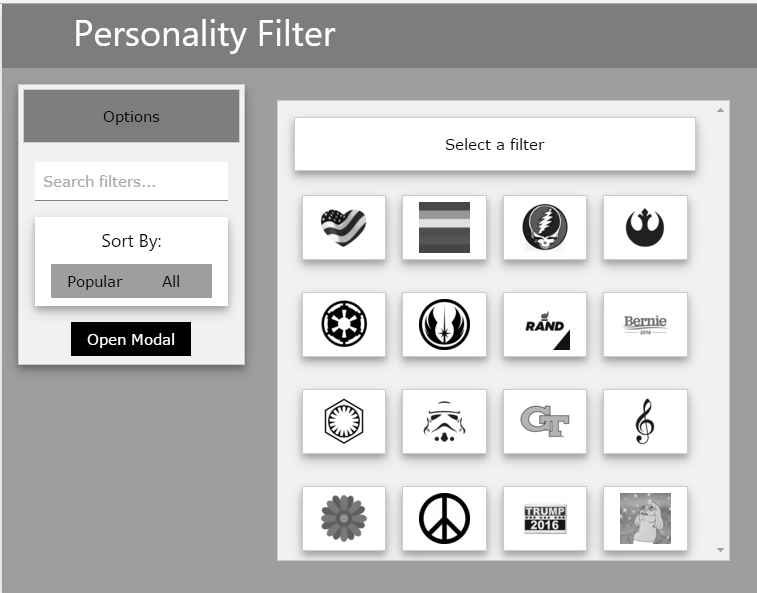 Personality Filter
Options
Search filters...
Sort By:
Popular
All
Open Modal
Select a filter
RAND
Bernie
2016
GT
TRUMP
2016